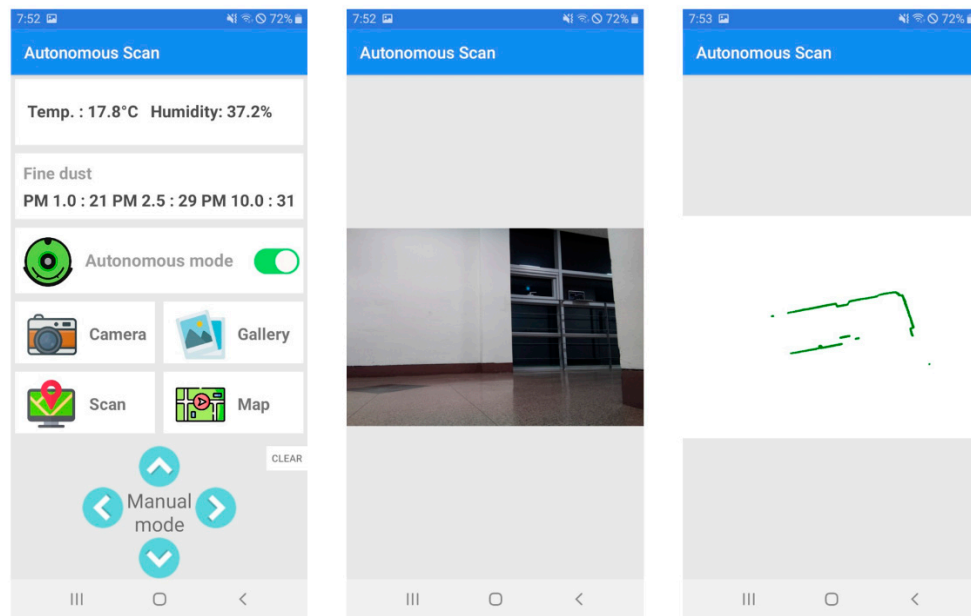 7:52 72%
Autonomous Scan
Temp. : 17.8°C Humidity: 37.2%
Fine dust
PM 1.0 : 21 PM 2.5 : 29 PM 10.0 : 31
Autonomous mode
Camera Gallery
Scan Map
CLEAR
Manual
mode
7:52 72%
Autonomous Scan
7:53 72%
Autonomous Scan